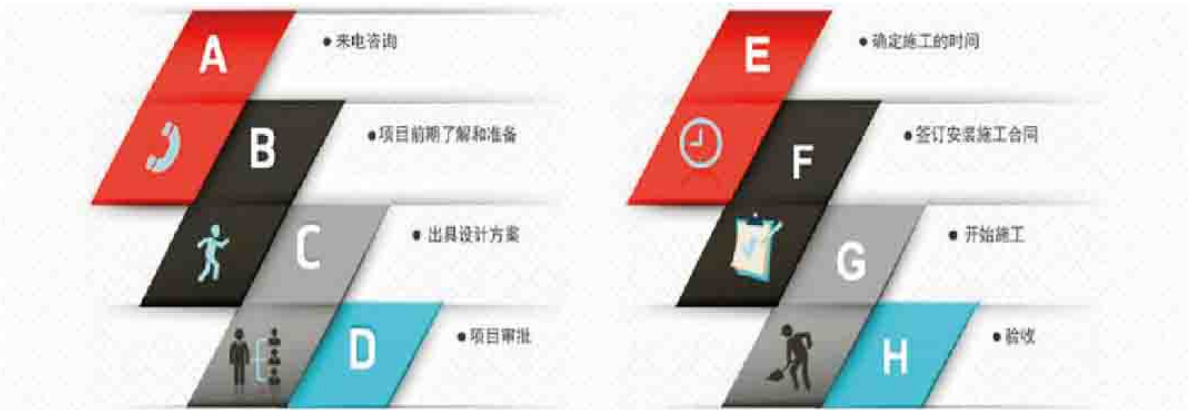 A
● 来电咨询
B
● 项目前期了解和准备
C
● 出具设计方案
D
● 项目审批
E
● 确定施工的时间
F
● 签订安装施工合同
G
● 开始施工
H
● 验收